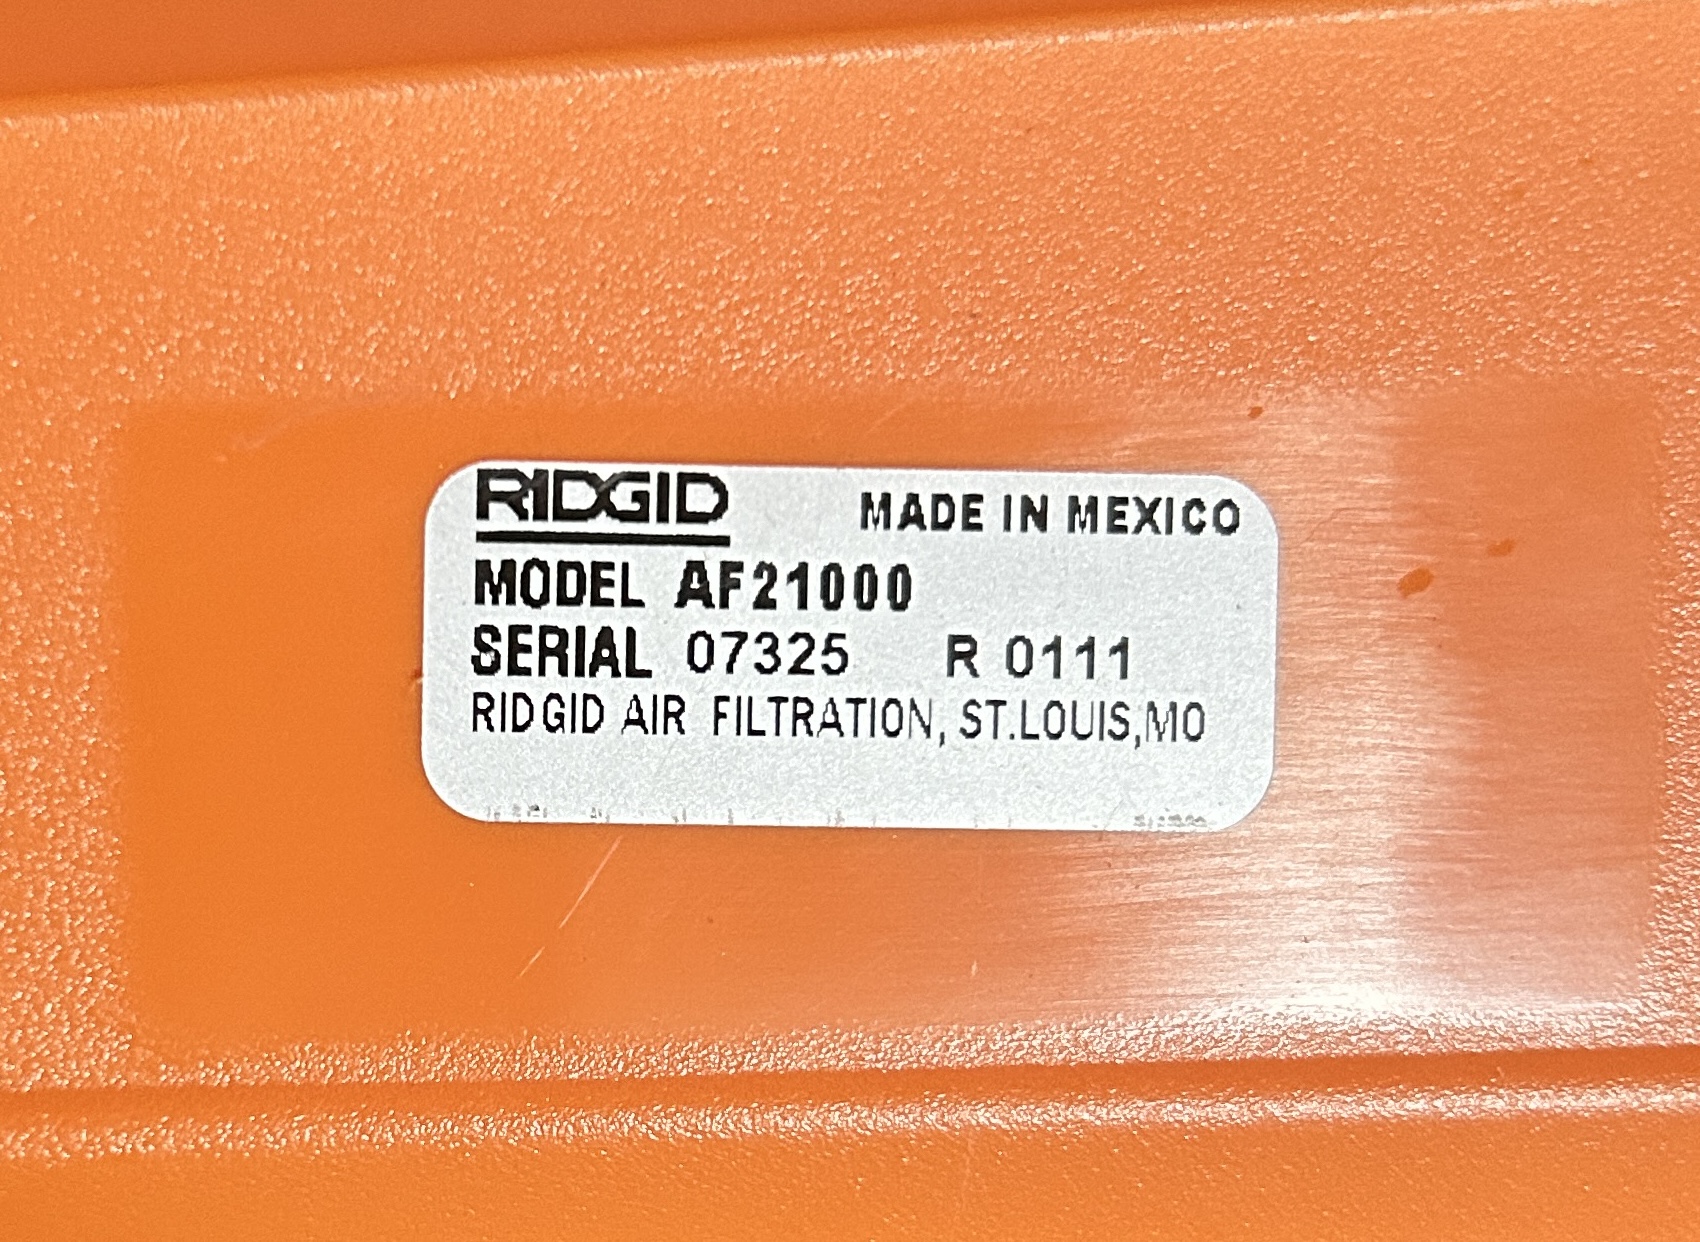 RIDGID MADE IN MEXICO
MODEL AF21000
SERIAL 07325 R 0111
RIDGID AIR FILTRATION, ST.LOUIS,MO